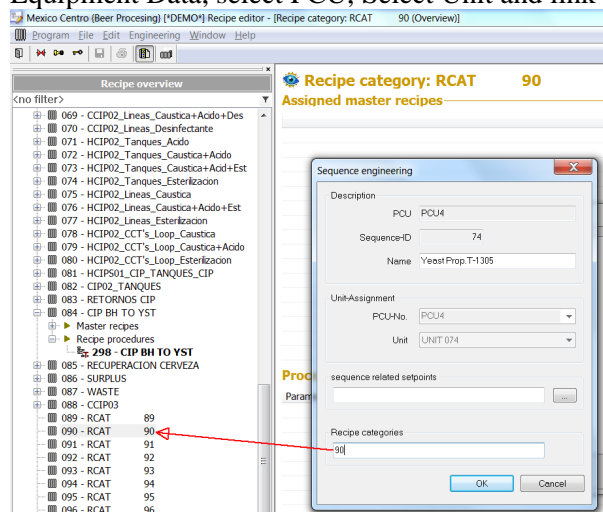 Equipment Data, select PCU, Select Unit and link
Mexico Centro (Beer Procesing) [*DEMO*] Recipe editor - [Recipe category: RCAT 90 (Overview)]
Program File Edit Engineering Window Help
Recipe overview
<no filter>
069 - CCIP02_Lineas_Caustica+Acido+Des
070 - CCIP02_Lineas_Desinfectante
071 - HCIP02_Tanques_Acido
072 - HCIP02_Tanques_Caustica+Acido
073 - HCIP02_Tanques_Caustica+Acid+Est
074 - HCIP02_Tanques_Esterilizacion
075 - HCIP02_Lineas_Caustica
076 - HCIP02_Lineas_Caustica+Acido+Est
077 - HCIP02_Lineas_Esterilizacion
078 - HCIP02_CCT's_Loop_Caustica
079 - HCIP02_CCT's_Loop_Caustica+Acido
080 - HCIP02_CCT's_Loop_Esterilizacion
081 - HCIPS01_CIP_TANQUES_CIP
082 - CIP02_TANQUES
083 - RETORNOS CIP
084 - CIP BH TO YST
Master recipes
Recipe procedures
298 - CIP BH TO YST
085 - RECUPERACION CERVEZA
086 - SURPLUS
087 - WASTE
088 - CCIP03
089 - RCAT 89
090 - RCAT 90
091 - RCAT 91
092 - RCAT 92
093 - RCAT 93
094 - RCAT 94
095 - RCAT 95
096 - RCAT 96
Recipe category: RCAT 90
Assigned master recipes
Proc
Param
Sequence engineering
Description
PCU PCU4
Sequence-ID 74
Name Yeast Prop.T-1305
Unit-Assignment
PCU-No. PCU4
Unit UNIT 074
sequence related setpoints
...
Recipe categories
90
OK Cancel